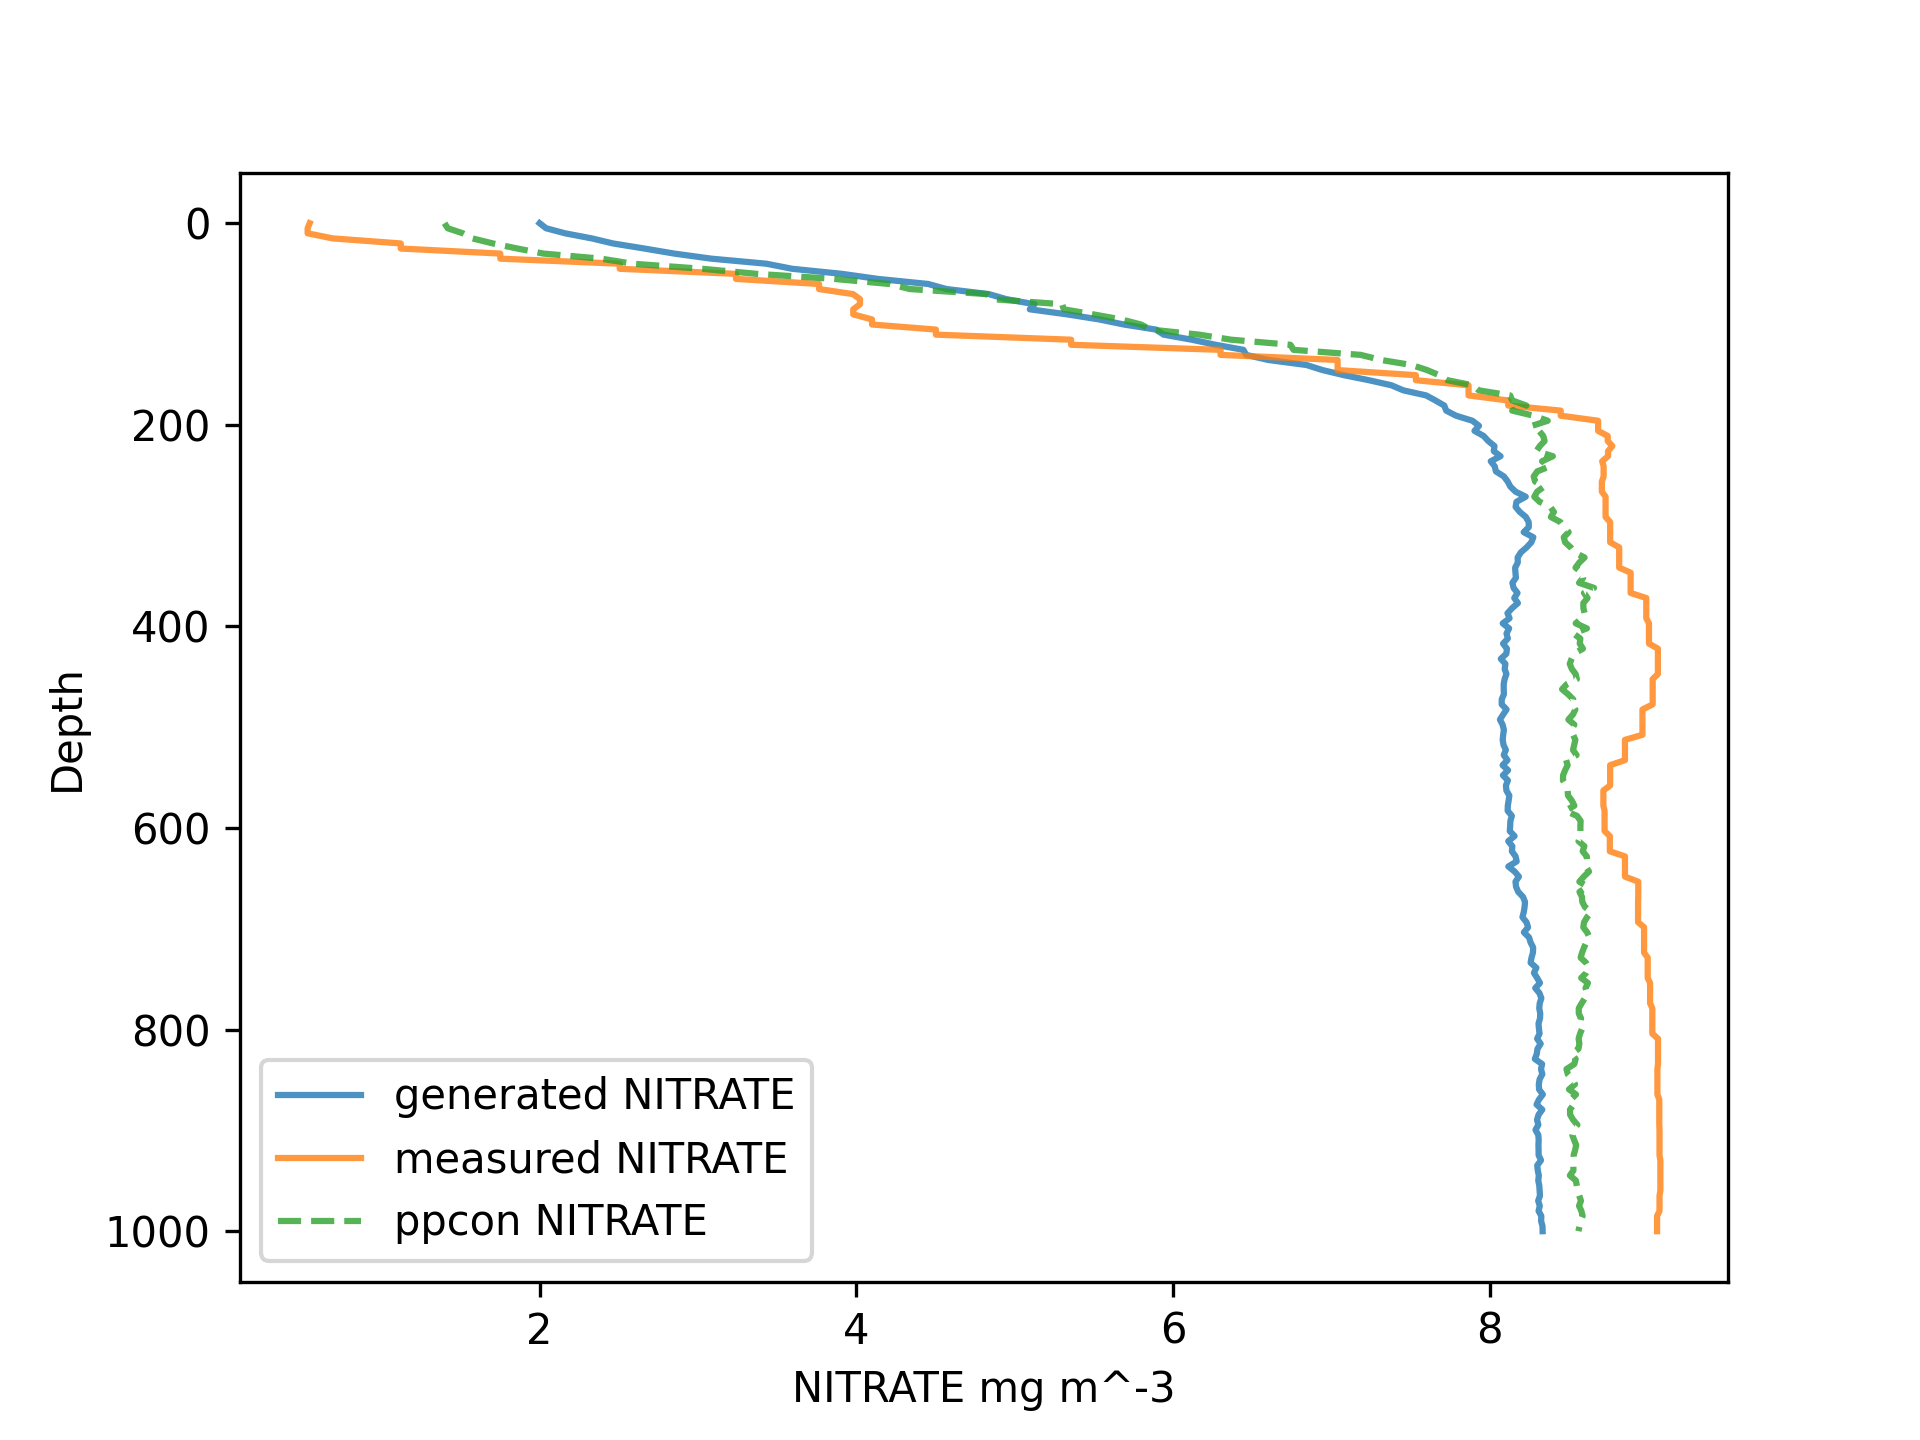 0
200
400
600
800
1000
Depth
generated NITRATE
measured NITRATE
ppcon NITRATE
2 4 6 8
NITRATE mg m^-3